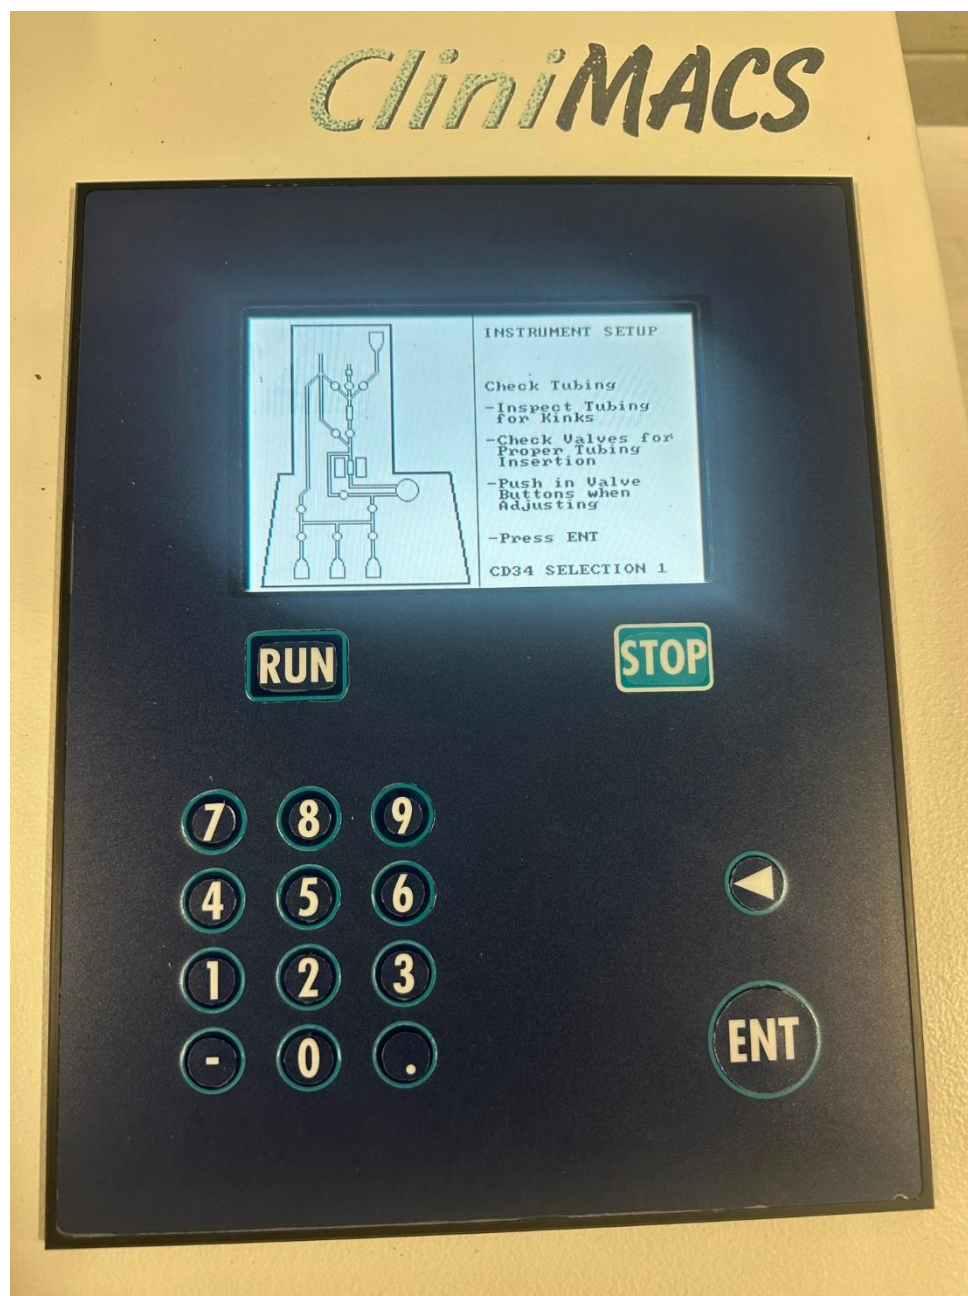 CliniMACS
INSTRUMENT SETUP
Check Tubing
-Inspect Tubing
for Kinks
-Check Valves for
Proper Tubing
Insertion
-Push in Valve
Buttons when
Adjusting
-Press ENT
CD34 SELECTION 1
RUN STOP
7 8 9
4 5 6
1 2 3
- 0 .
ENT